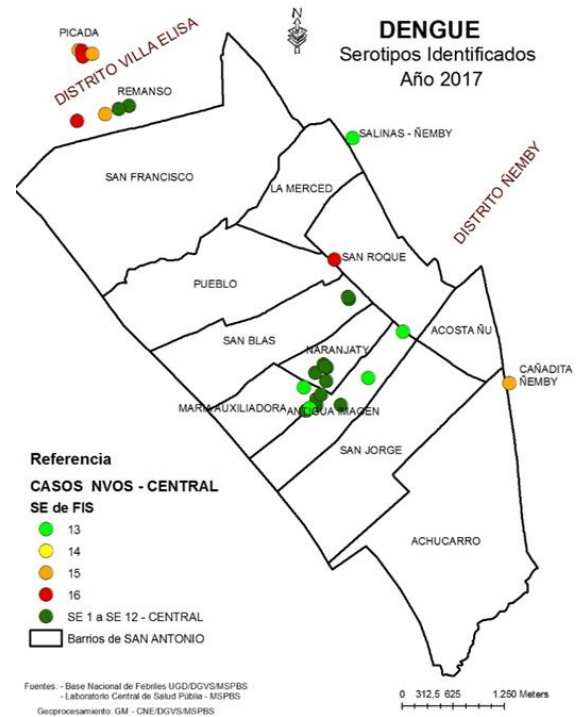 N
DENGUE
Serotipos Identificados
Año 2017
PICADA
DISTRITO VILLA ELISA
REMANSO
SALINAS - ÑEMBY
SAN FRANCISCO
LA MERCED
DISTRITO ÑEMBY
SAN ROQUE
PUEBLO
ACOSTA ÑU
SAN BLAS
NARANJATY
CAÑADITA
ÑEMBY
MARIA AUXILIADORA
ANTIGUA IMAGEN
SAN JORGE
ACHUCARRO
Referencia
CASOS NVOS - CENTRAL
SE de FIS
13
14
15
16
SE 1 a SE 12 - CENTRAL
Barrios de SAN ANTONIO
Fuentes: - Base Nacional de Febriles UGD/DGVS/MSPBS
- Laboratorio Central de Salud Públia - MSPBS
Geoprocesamiento: GM - CNE/DGVS/MSPBS
0 312,5 625 1.250 Meters